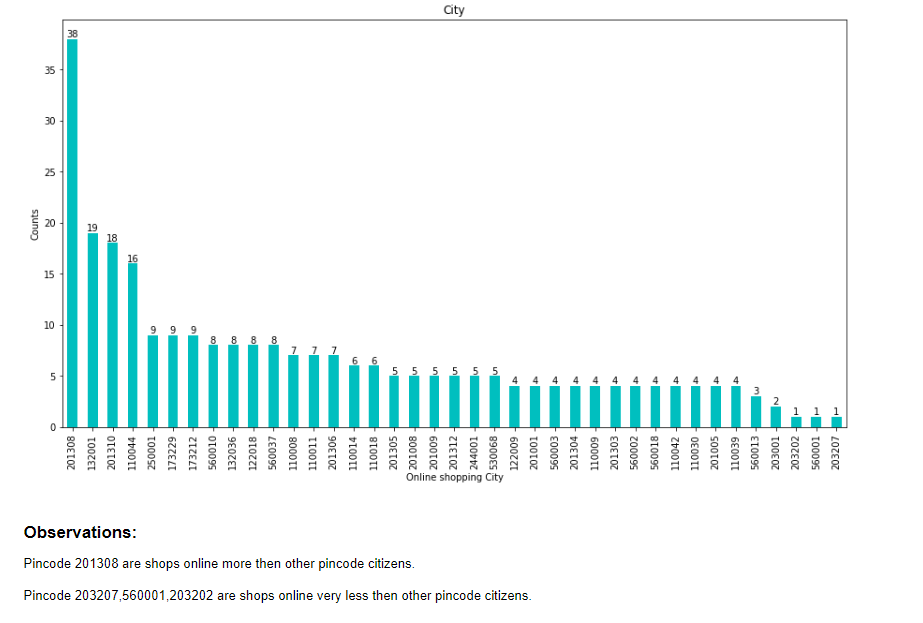 City
38
19
18
16
9 9 9
8 8 8 8
7 7 7
6 6
5 5 5 5 5 5
4 4 4 4 4 4 4 4 4 4 4 4
3
2
1 1 1
35
30
25
20
15
10
5
0
Counts
201308 132001 201310 110044 250001 173229 173212 560010 132036 122018 560037 110008 110011 201306 110014 110018 201305 201008 201009 201312 244001 530068 122009 201001 560003 201304 110009 201303 560002 560018 110042 110030 201005 110039 560013 203001 203202 560001 203207
Online shopping City
Observations:
Pincode 201308 are shops online more then other pincode citizens.
Pincode 203207,560001,203202 are shops online very less then other pincode citizens.